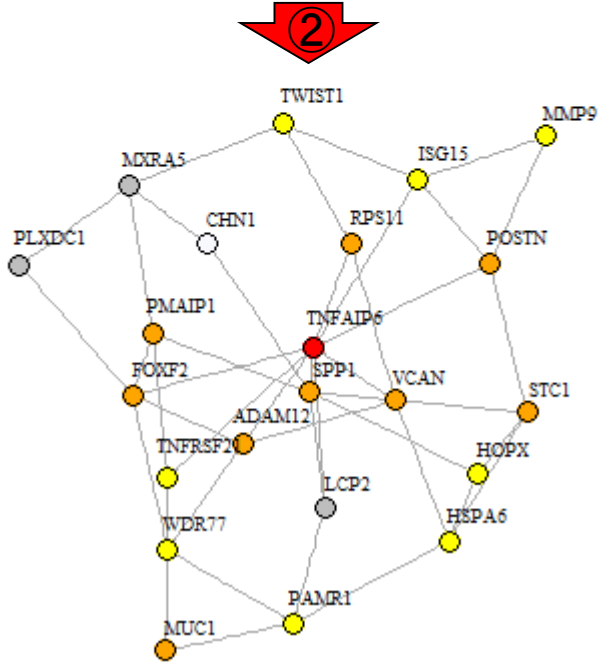 2
TWIST1
MMP9
ISG15
MXRA5
CHN1
RPS11
PLXDC1
POSTN
PMAIP1
TNFAIP6
FOXF2
SPP1
VCAN
STC1
ADAM12
TNFRSF21
HOPX
LCP2
HSPA6
WDR77
PAMR1
MUC1